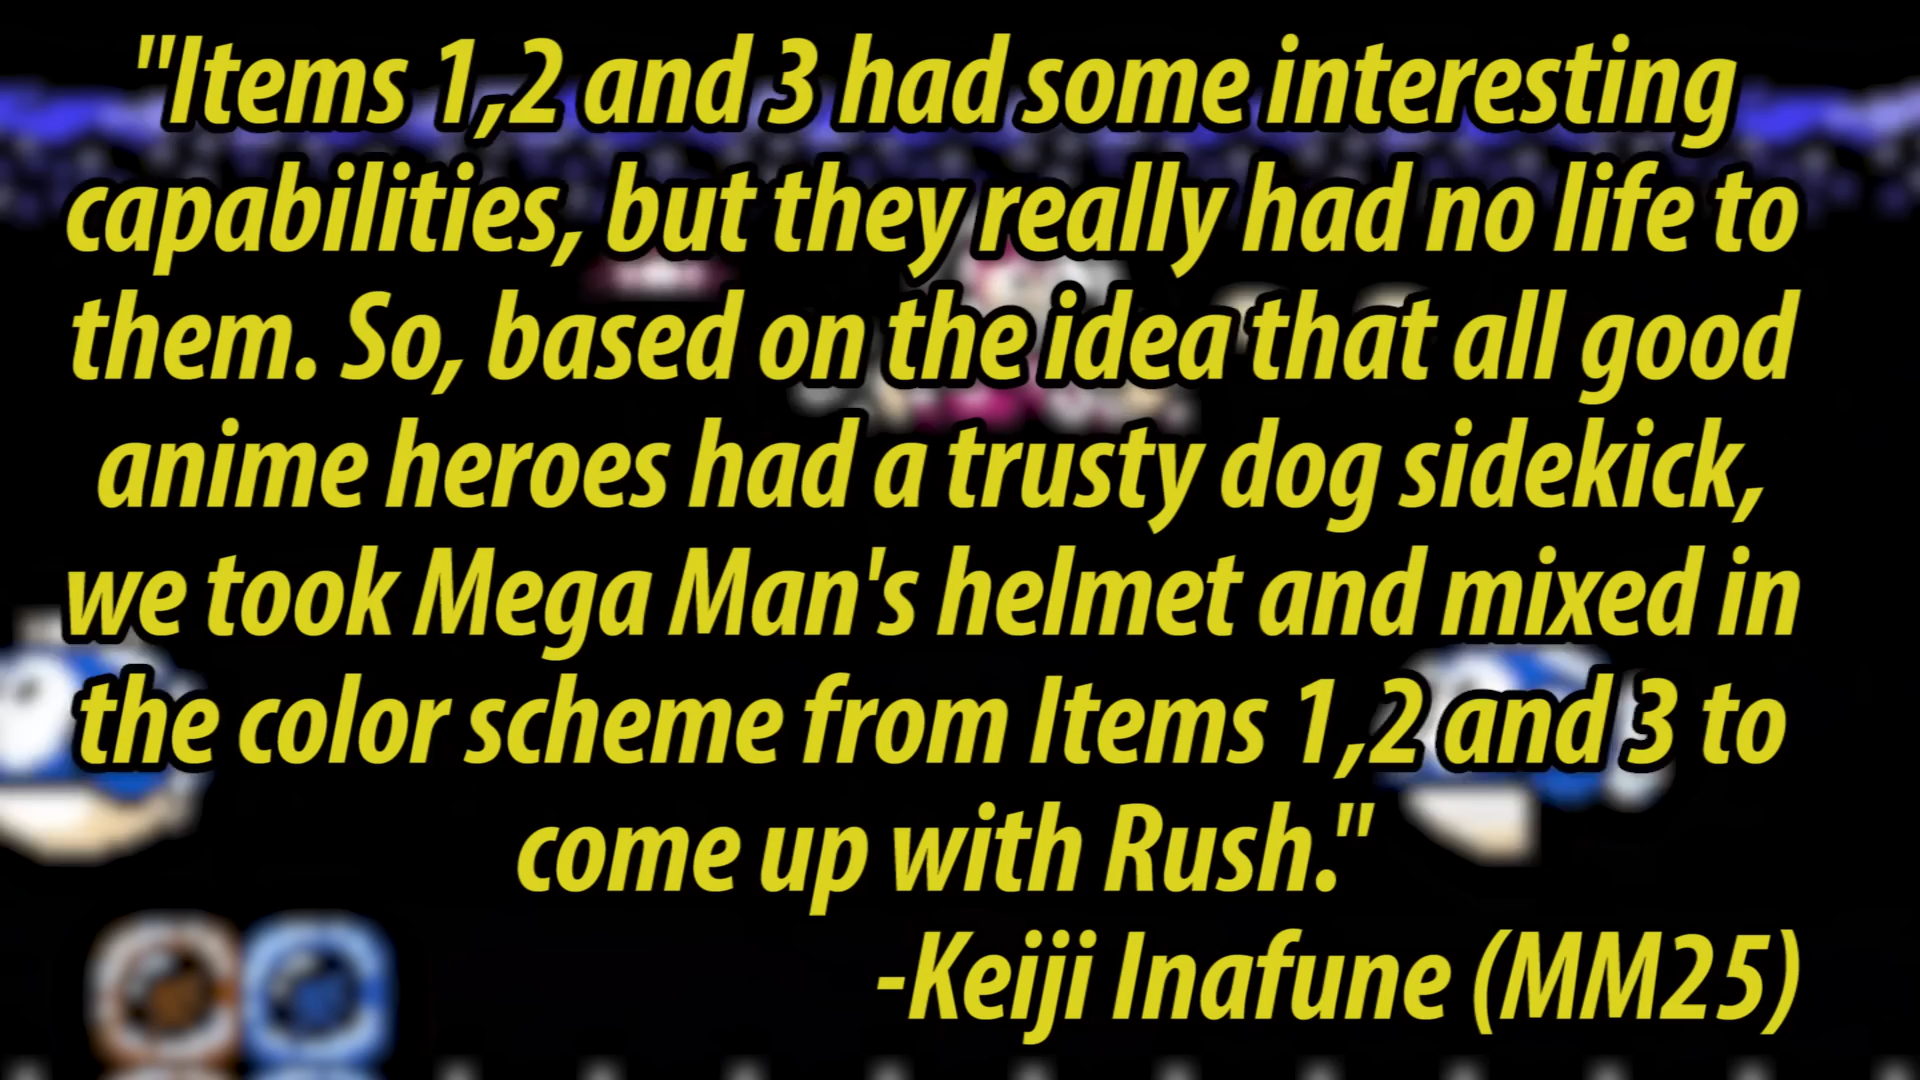 "Items 1,2 and 3 had some interesting
capabilities, but they really had no life to
them. So, based on the idea that all good
anime heroes had a trusty dog sidekick,
we took Mega Man's helmet and mixed in
the color scheme from Items 1,2 and 3 to
come up with Rush."
-Keiji Inafune (MM25)